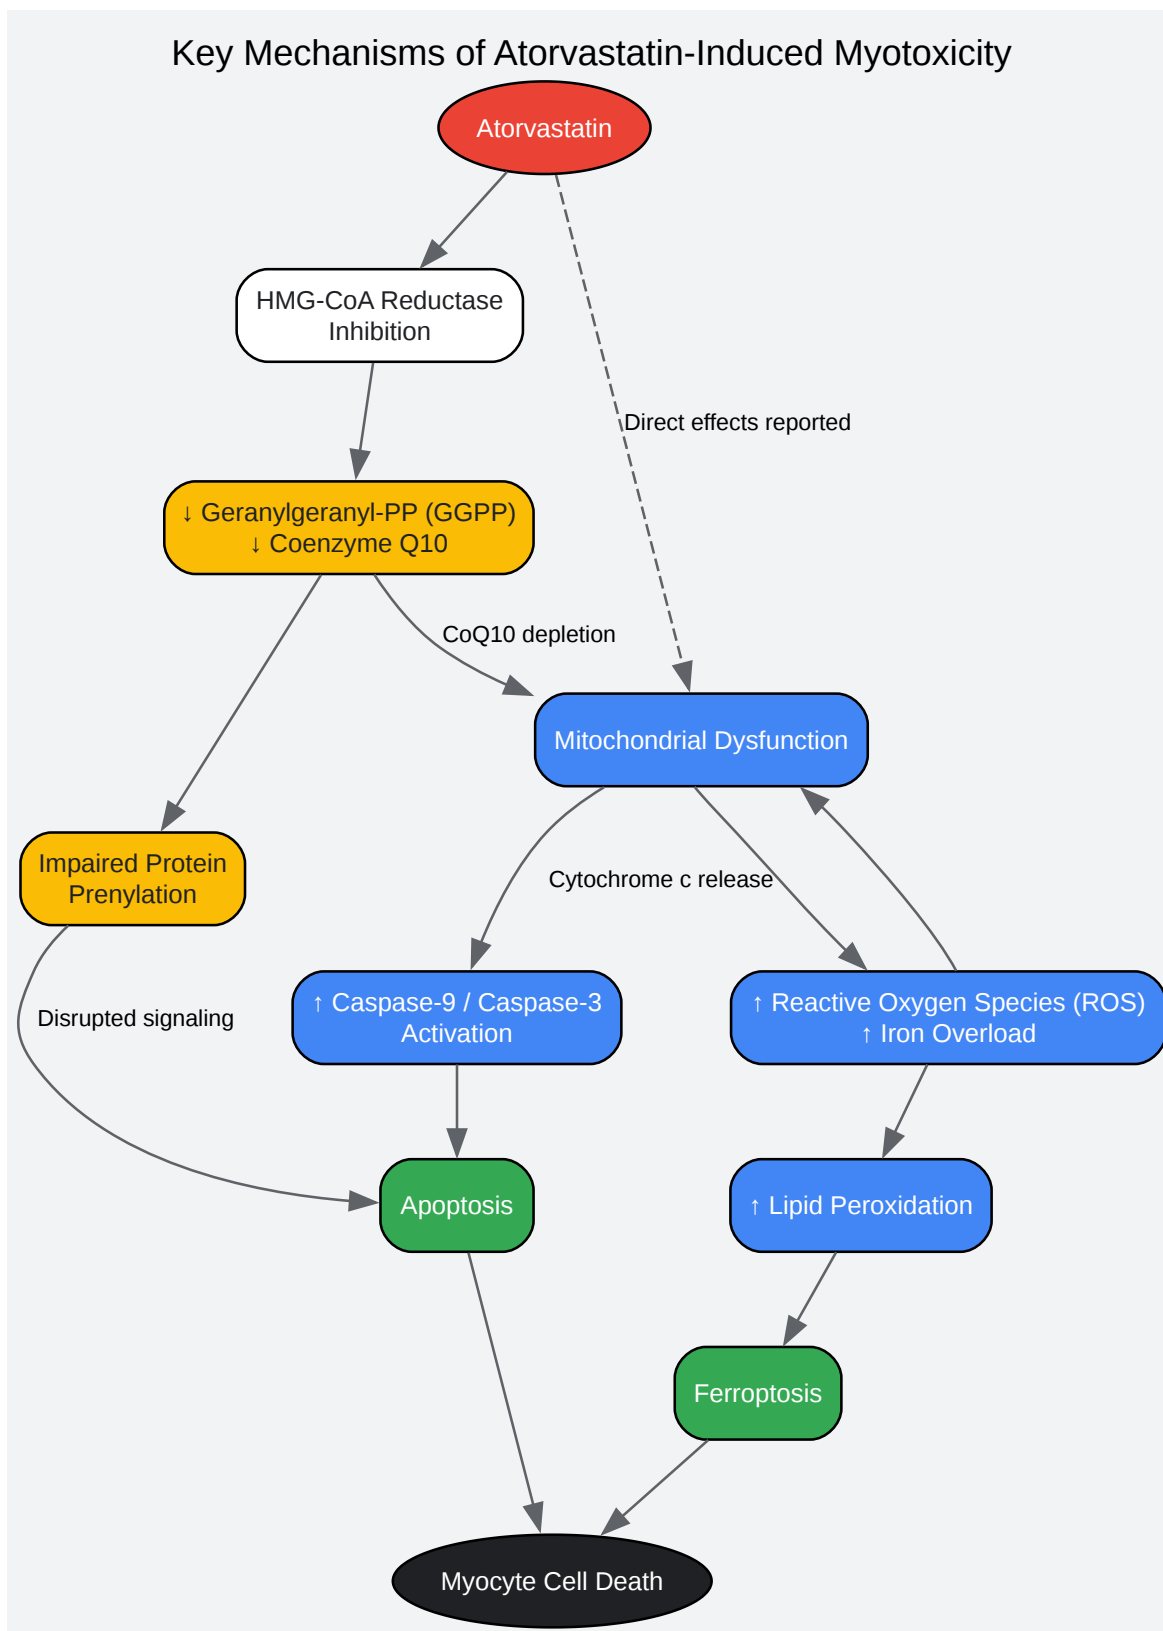 Key Mechanisms of Atorvastatin-Induced Myotoxicity
Atorvastatin
HMG-CoA Reductase
Inhibition
Direct effects reported
↓ Geranylgeranyl-PP (GGPP)
↓ Coenzyme Q10
CoQ10 depletion
Mitochondrial Dysfunction
Impaired Protein
Prenylation
Cytochrome c release
Disrupted signaling
↑ Caspase-9 / Caspase-3
Activation
↑ Reactive Oxygen Species (ROS)
↑ Iron Overload
Apoptosis
↑ Lipid Peroxidation
Ferroptosis
Myocyte Cell Death